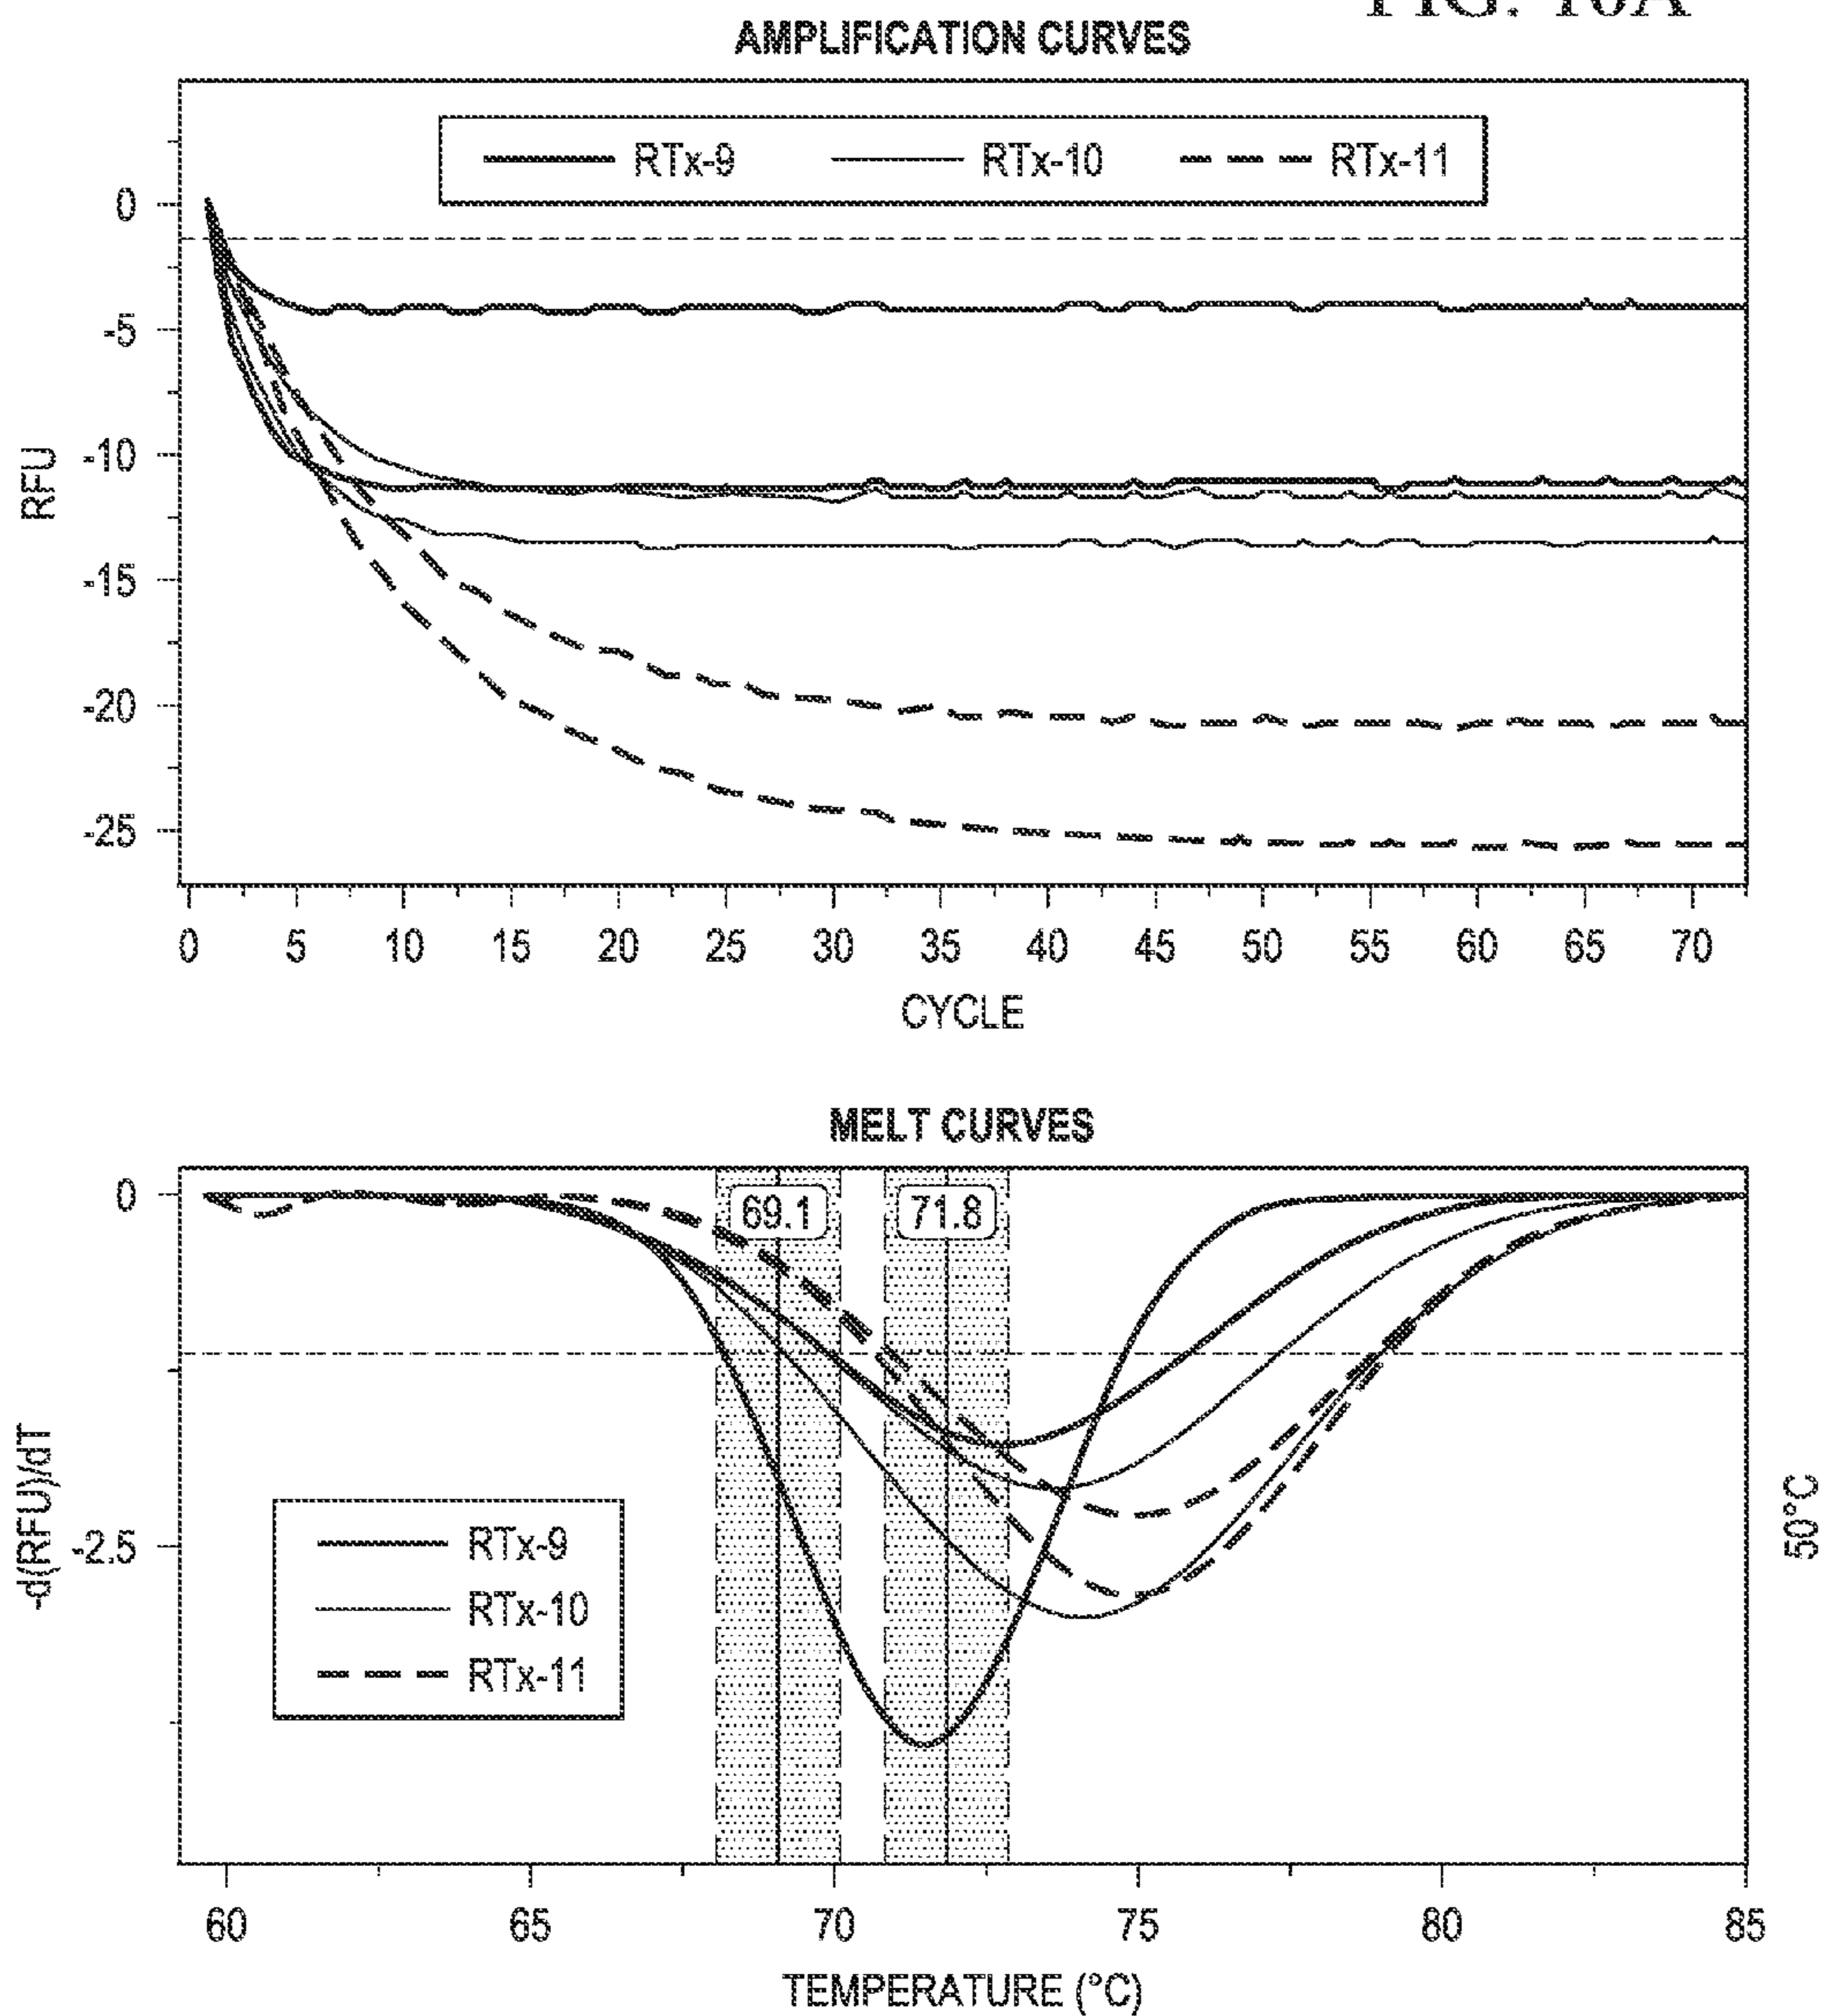 AMPLIFICATION CURVES
RTx-9 RTx-10 RTx-11
0
-5
-10
-15
-20
-25
RFU
0 5 10 15 20 25 30 35 40 45 50 55 60 65 70
CYCLE
MELT CURVES
0
69.1 71.8
-2.5
-d(RFU)/dT
RTx-9
RTx-10
RTx-11
50°C
60 65 70 75 80 85
TEMPERATURE (°C)